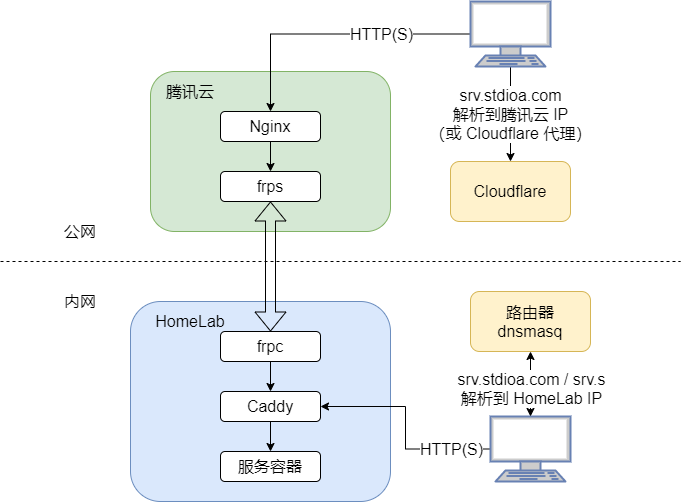 HTTP(S)
腾讯云
srv.stdioa.com
解析到腾讯云 IP
(或 Cloudflare 代理)
Nginx
frps
Cloudflare
公网
内网
HomeLab
路由器
dnsmasq
frpc
srv.stdioa.com / srv.s
解析到 HomeLab IP
Caddy
HTTP(S)
服务容器